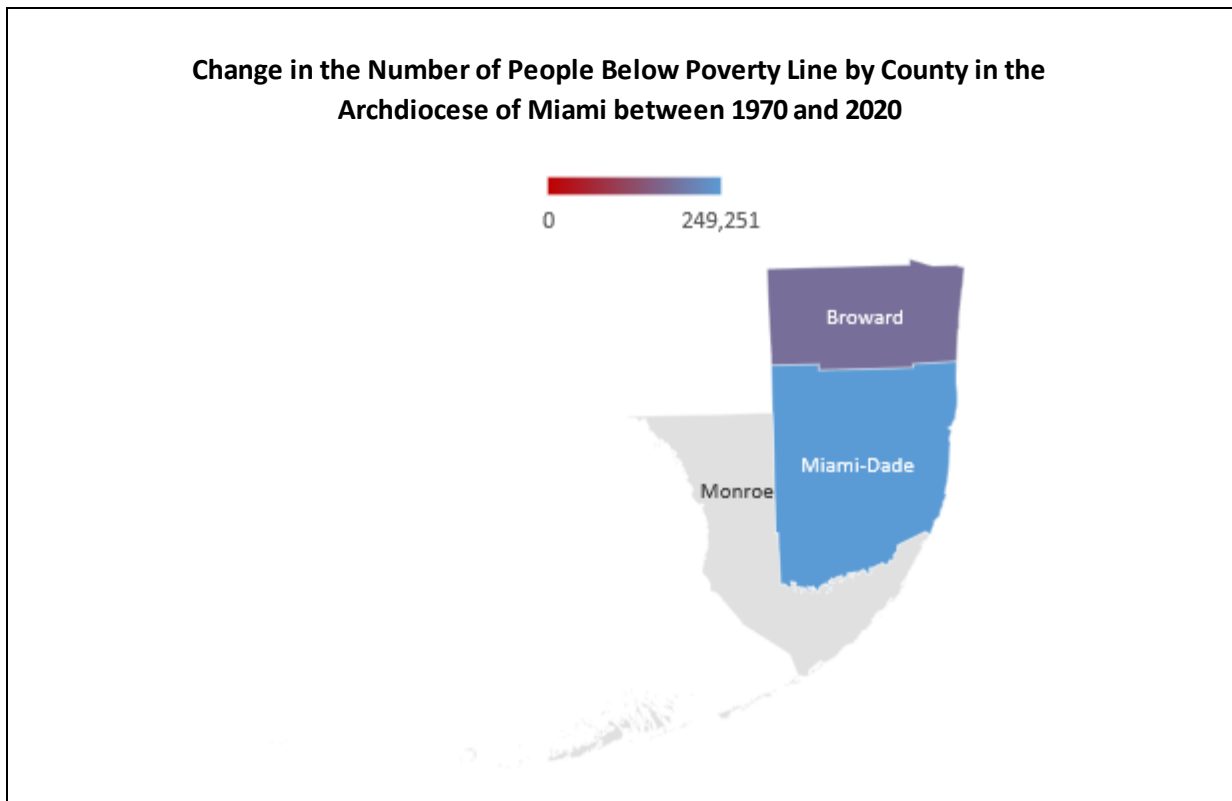 Change in the Number of People Below Poverty Line by County in the
Archdiocese of Miami between 1970 and 2020
0 249,251
Broward
Miami-Dade
Monroe